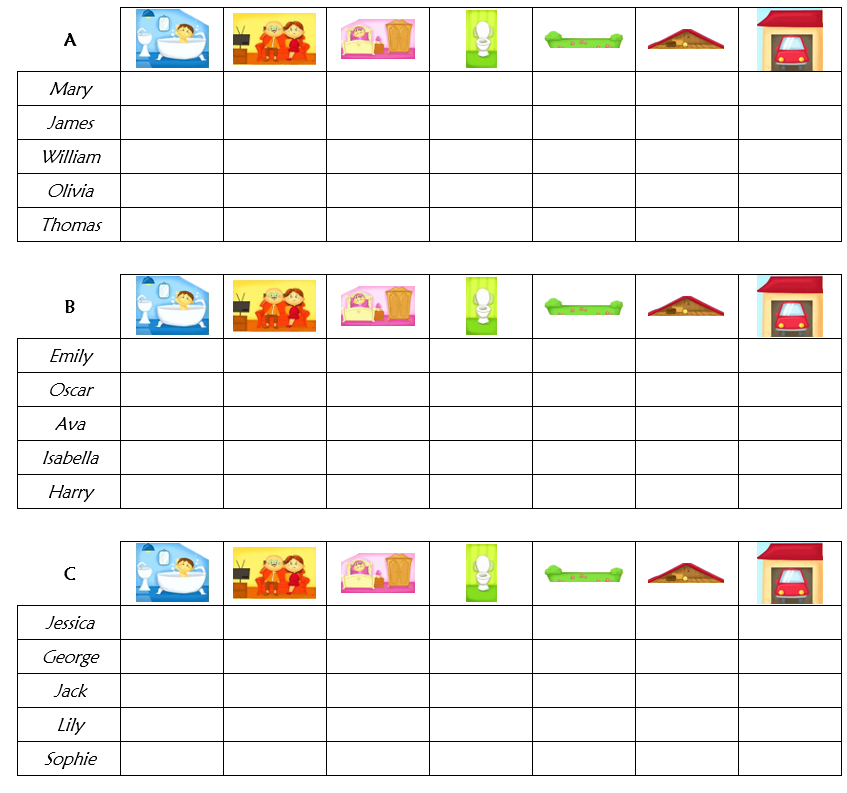 A
Mary
James
William
Olivia
Thomas
B
Emily
Oscar
Ava
Isabella
Harry
C
Jessica
George
Jack
Lily
Sophie